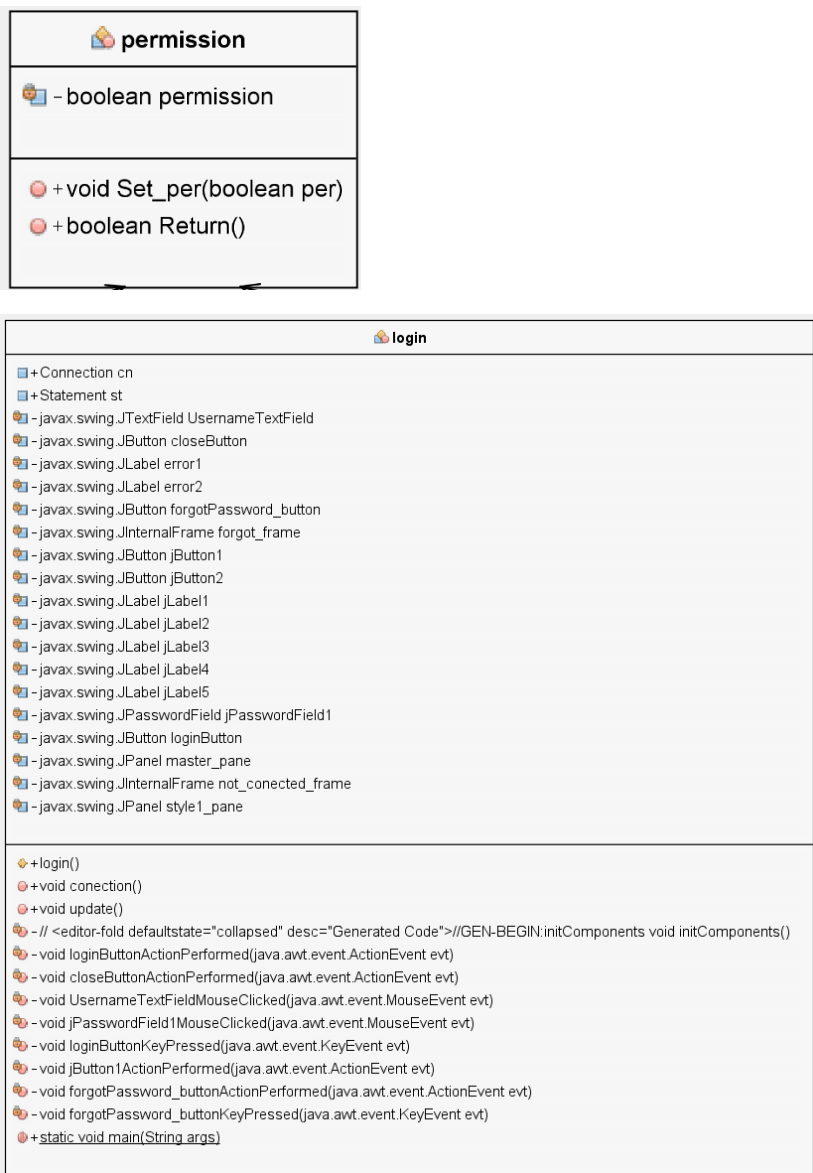 permission
- boolean permission
+ void Set_per(boolean per)
+ boolean Return()
login
+ Connection cn
+ Statement st
- javax.swing.JTextField UsernameTextField
- javax.swing.JButton closeButton
- javax.swing.JLabel error1
- javax.swing.JLabel error2
- javax.swing.JButton forgotPassword_button
- javax.swing.JInternalFrame forgot_frame
- javax.swing.JButton jButton1
- javax.swing.JButton jButton2
- javax.swing.JLabel jLabel1
- javax.swing.JLabel jLabel2
- javax.swing.JLabel jLabel3
- javax.swing.JLabel jLabel4
- javax.swing.JLabel jLabel5
- javax.swing.JPasswordField jPasswordField1
- javax.swing.JButton loginButton
- javax.swing.JPanel master_pane
- javax.swing.JInternalFrame not_conected_frame
- javax.swing.JPanel style1_pane
+ login()
+ void conection()
+ void update()
- // <editor-fold defaultstate="collapsed" desc="Generated Code">//GEN-BEGIN:initComponents void initComponents()
- void loginButtonActionPerformed(java.awt.event.ActionEvent evt)
- void closeButtonActionPerformed(java.awt.event.ActionEvent evt)
- void UsernameTextFieldMouseClicked(java.awt.event.MouseEvent evt)
- void jPasswordField1MouseClicked(java.awt.event.MouseEvent evt)
- void loginButtonKeyPressed(java.awt.event.KeyEvent evt)
- void jButton1ActionPerformed(java.awt.event.ActionEvent evt)
- void forgotPassword_buttonActionPerformed(java.awt.event.ActionEvent evt)
- void forgotPassword_buttonKeyPressed(java.awt.event.KeyEvent evt)
+ static void main(String args)